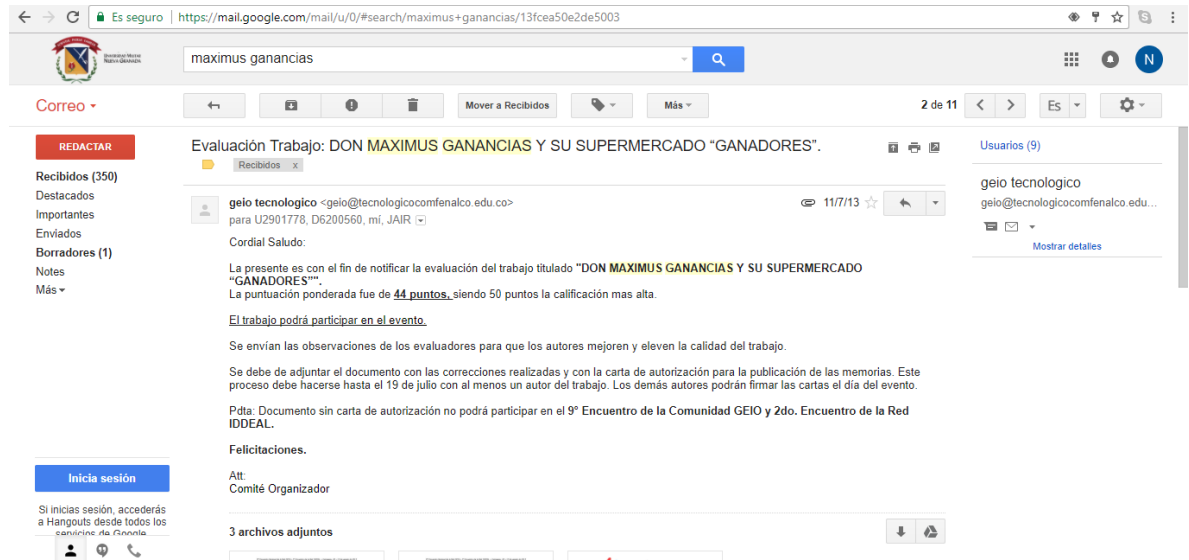 Es seguro | https://mail.google.com/mail/u/0/#search/maximus+ganancias/13fcea50e2de5003
maximus ganancias
N
Correo
Mover a Recibidos
Más
2 de 11
Es
REDACTAR
Recibidos (350)
Destacados
Importantes
Enviados
Borradores (1)
Notes
Más
Evaluación Trabajo: DON MAXIMUS GANANCIAS Y SU SUPERMERCADO “GANADORES”.
Recibidos x
geio tecnologico <geio@tecnologicocomfenalco.edu.co>
11/7/13
para U2901778, D6200560, mí, JAIR
Cordial Saludo:
La presente es con el fin de notificar la evaluación del trabajo titulado "DON MAXIMUS GANANCIAS Y SU SUPERMERCADO
“GANADORES”".
La puntuación ponderada fue de 44 puntos, siendo 50 puntos la calificación mas alta.
El trabajo podrá participar en el evento.
Se envían las observaciones de los evaluadores para que los autores mejoren y eleven la calidad del trabajo.
Se debe de adjuntar el documento con las correcciones realizadas y con la carta de autorización para la publicación de las memorias. Este
proceso debe hacerse hasta el 19 de julio con al menos un autor del trabajo. Los demás autores podrán firmar las cartas el día del evento.
Pdta: Documento sin carta de autorización no podrá participar en el 9° Encuentro de la Comunidad GEIO y 2do. Encuentro de la Red
IDDEAL.
Felicitaciones.
Att:
Comité Organizador
3 archivos adjuntos
Usuarios (9)
geio tecnologico
geio@tecnologicocomfenalco.edu...
Mostrar detalles
Inicia sesión
Si inicias sesión, accederás
a Hangouts desde todos los
servicios de Google